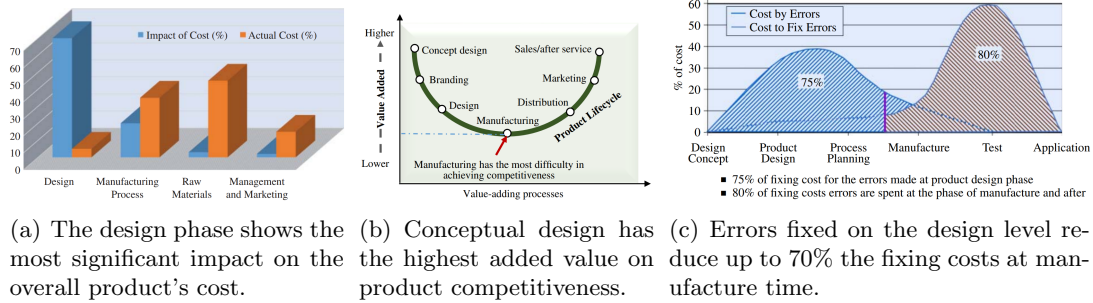 Impact of Cost (%)
Actual Cost (%)
70
60
50
40
30
20
10
0
Design
Manufacturing
Process
Raw
Materials
Management
and Marketing
Higher
Value Added
Lower
Concept design
Branding
Design
Manufacturing
Distribution
Marketing
Sales/after service
Product Lifecycle
Manufacturing has the most difficulty in
achieving competitiveness
Value-adding processes
Cost by Errors
Cost to Fix Errors
% of cost
60
50
40
30
20
10
0
75%
80%
Design
Concept
Product
Design
Process
Planning
Manufacture
Test
Application
■ 75% of fixing cost for the errors made at product design phase
■ 80% of fixing costs errors are spent at the phase of manufacture and after
(a) The design phase shows the
most significant impact on the
overall product's cost.
(b) Conceptual design has
the highest added value on
product competitiveness.
(c) Errors fixed on the design level re-
duce up to 70% the fixing costs at man-
ufacture time.